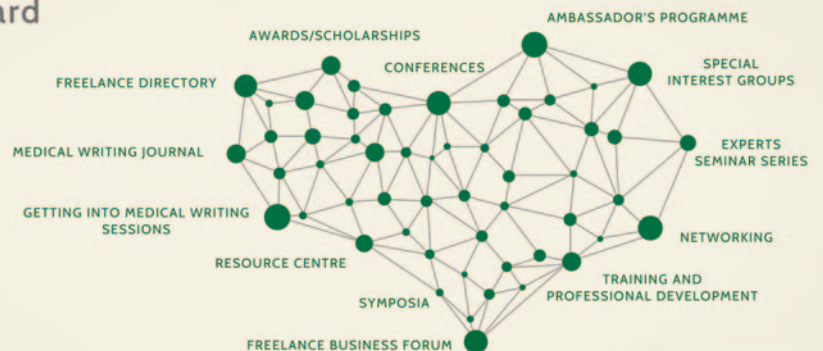 ard
AMBASSADOR'S PROGRAMME
AWARDS/SCHOLARSHIPS
CONFERENCES
SPECIAL
INTEREST GROUPS
FREELANCE DIRECTORY
MEDICAL WRITING JOURNAL
EXPERTS
SEMINAR SERIES
GETTING INTO MEDICAL WRITING
SESSIONS
NETWORKING
RESOURCE CENTRE
TRAINING AND
PROFESSIONAL DEVELOPMENT
SYMPOSIA
FREELANCE BUSINESS FORUM